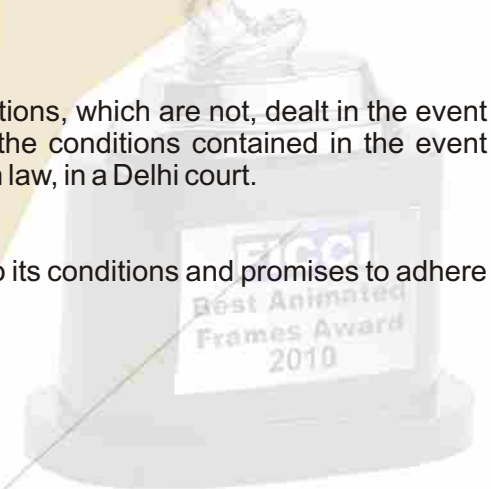 tions, which are not, dealt in the event
the conditions contained in the event
law, in a Delhi court.
its conditions and promises to adhere
FICCI
Best Animated
Frames Award
2010